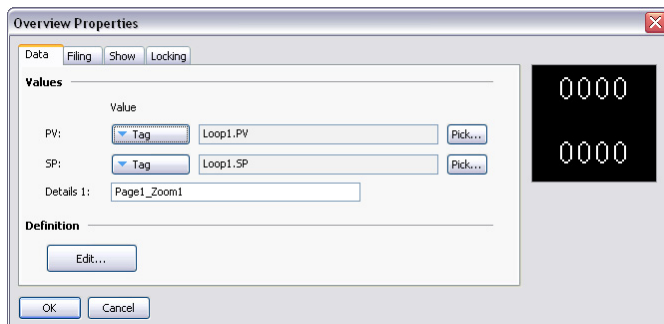 Overview Properties
Data Filing Show Locking
Values
Value
PV: Tag Loop1.PV Pick...
SP: Tag Loop1.SP Pick...
Details 1: Page1_Zoom1
Definition
Edit...
OK Cancel
0000
0000